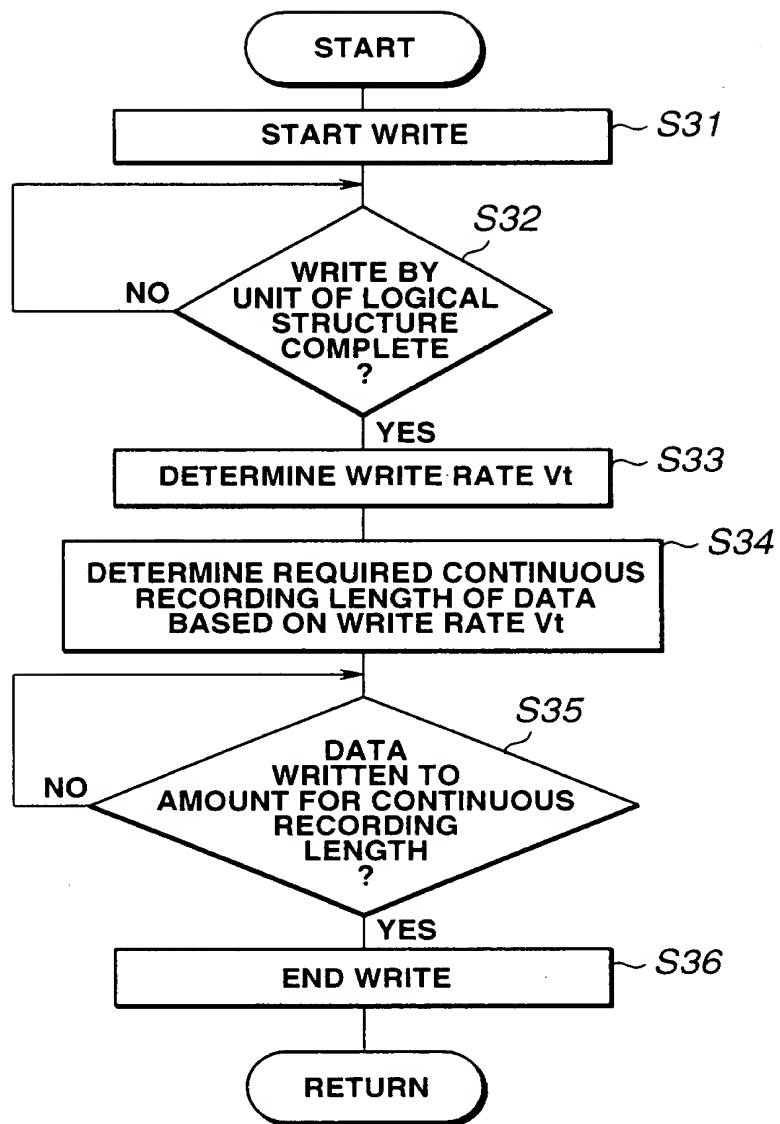 START
START WRITE
S31
S32
WRITE BY
UNIT OF LOGICAL
STRUCTURE
COMPLETE
?
NO
YES
DETERMINE WRITE RATE Vt
S33
S34
DETERMINE REQUIRED CONTINUOUS
RECORDING LENGTH OF DATA
BASED ON WRITE RATE Vt
S35
DATA
WRITTEN TO
AMOUNT FOR CONTINUOUS
RECORDING
LENGTH
?
NO
YES
END WRITE
S36
RETURN